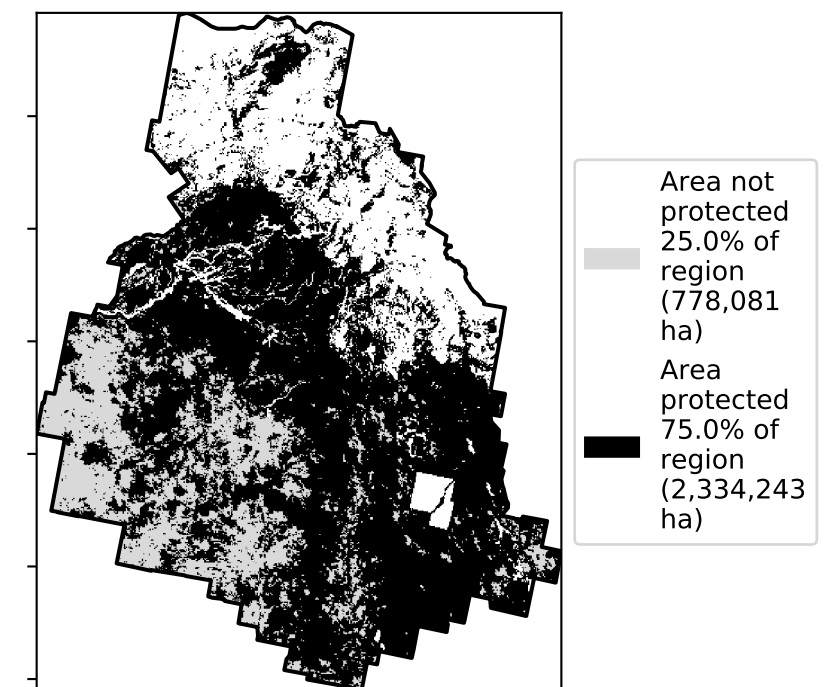 Area not
protected
25.0% of
region
(778,081
ha)
Area
protected
75.0% of
region
(2,334,243
ha)